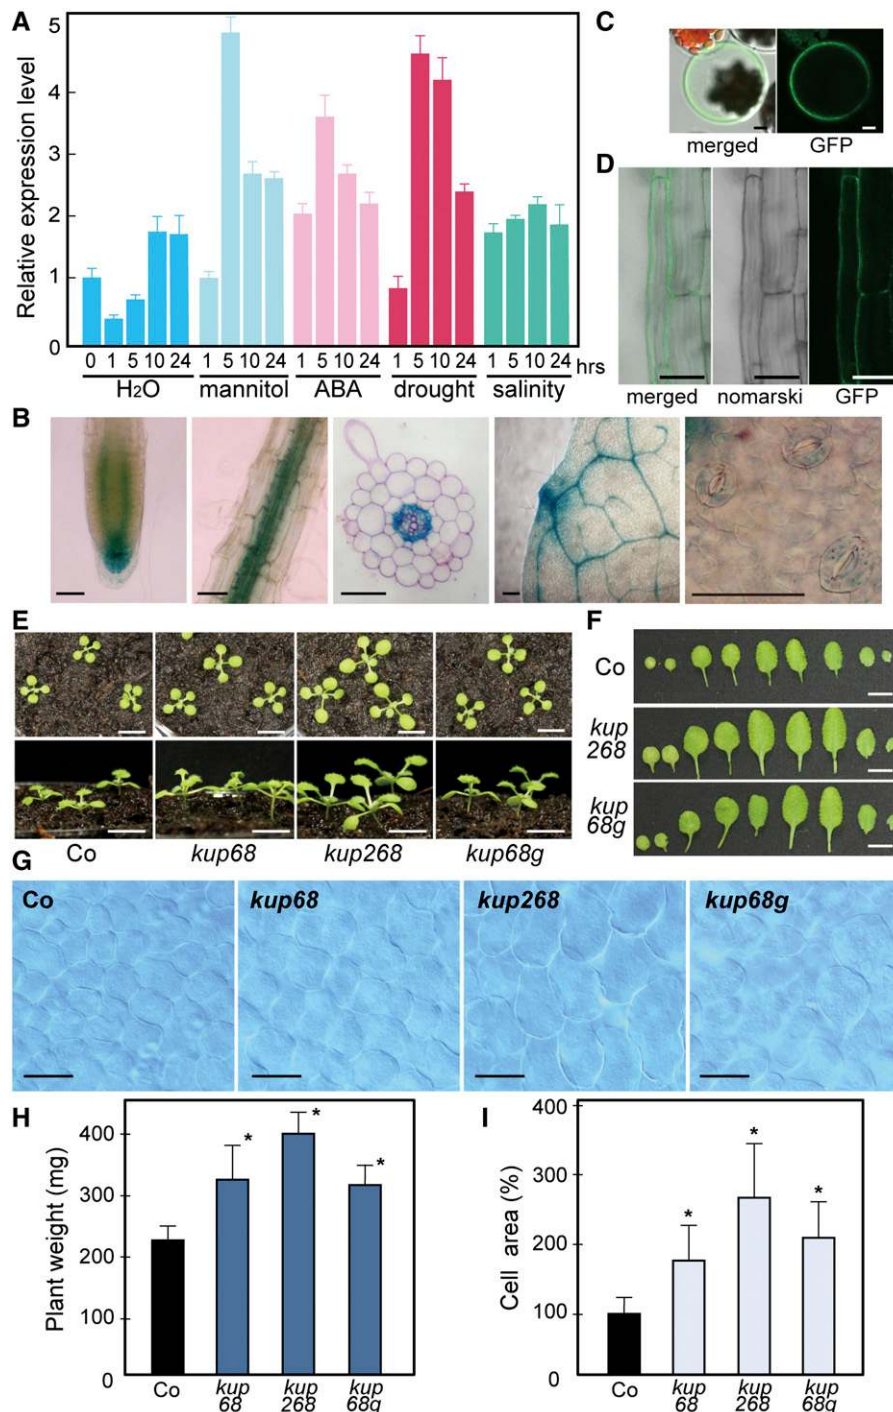 A
Relative expression level
5
4
3
2
1
0
0 1 5 10 24 1 5 10 24 1 5 10 24 1 5 10 24 1 5 10 24 hrs
H2O mannitol ABA drought salinity
C
merged GFP
D
merged nomarski GFP
B
E
Co kup68 kup268 kup68g
F
Co
kup
268
kup
68g
G
Co kup68 kup268 kup68g
H
Plant weight (mg)
400
300
200
100
0
* * *
Co kup kup kup
68 268 68g
I
Cell area (%)
400
300
200
100
0
* * *
Co kup kup kup
68 268 68g